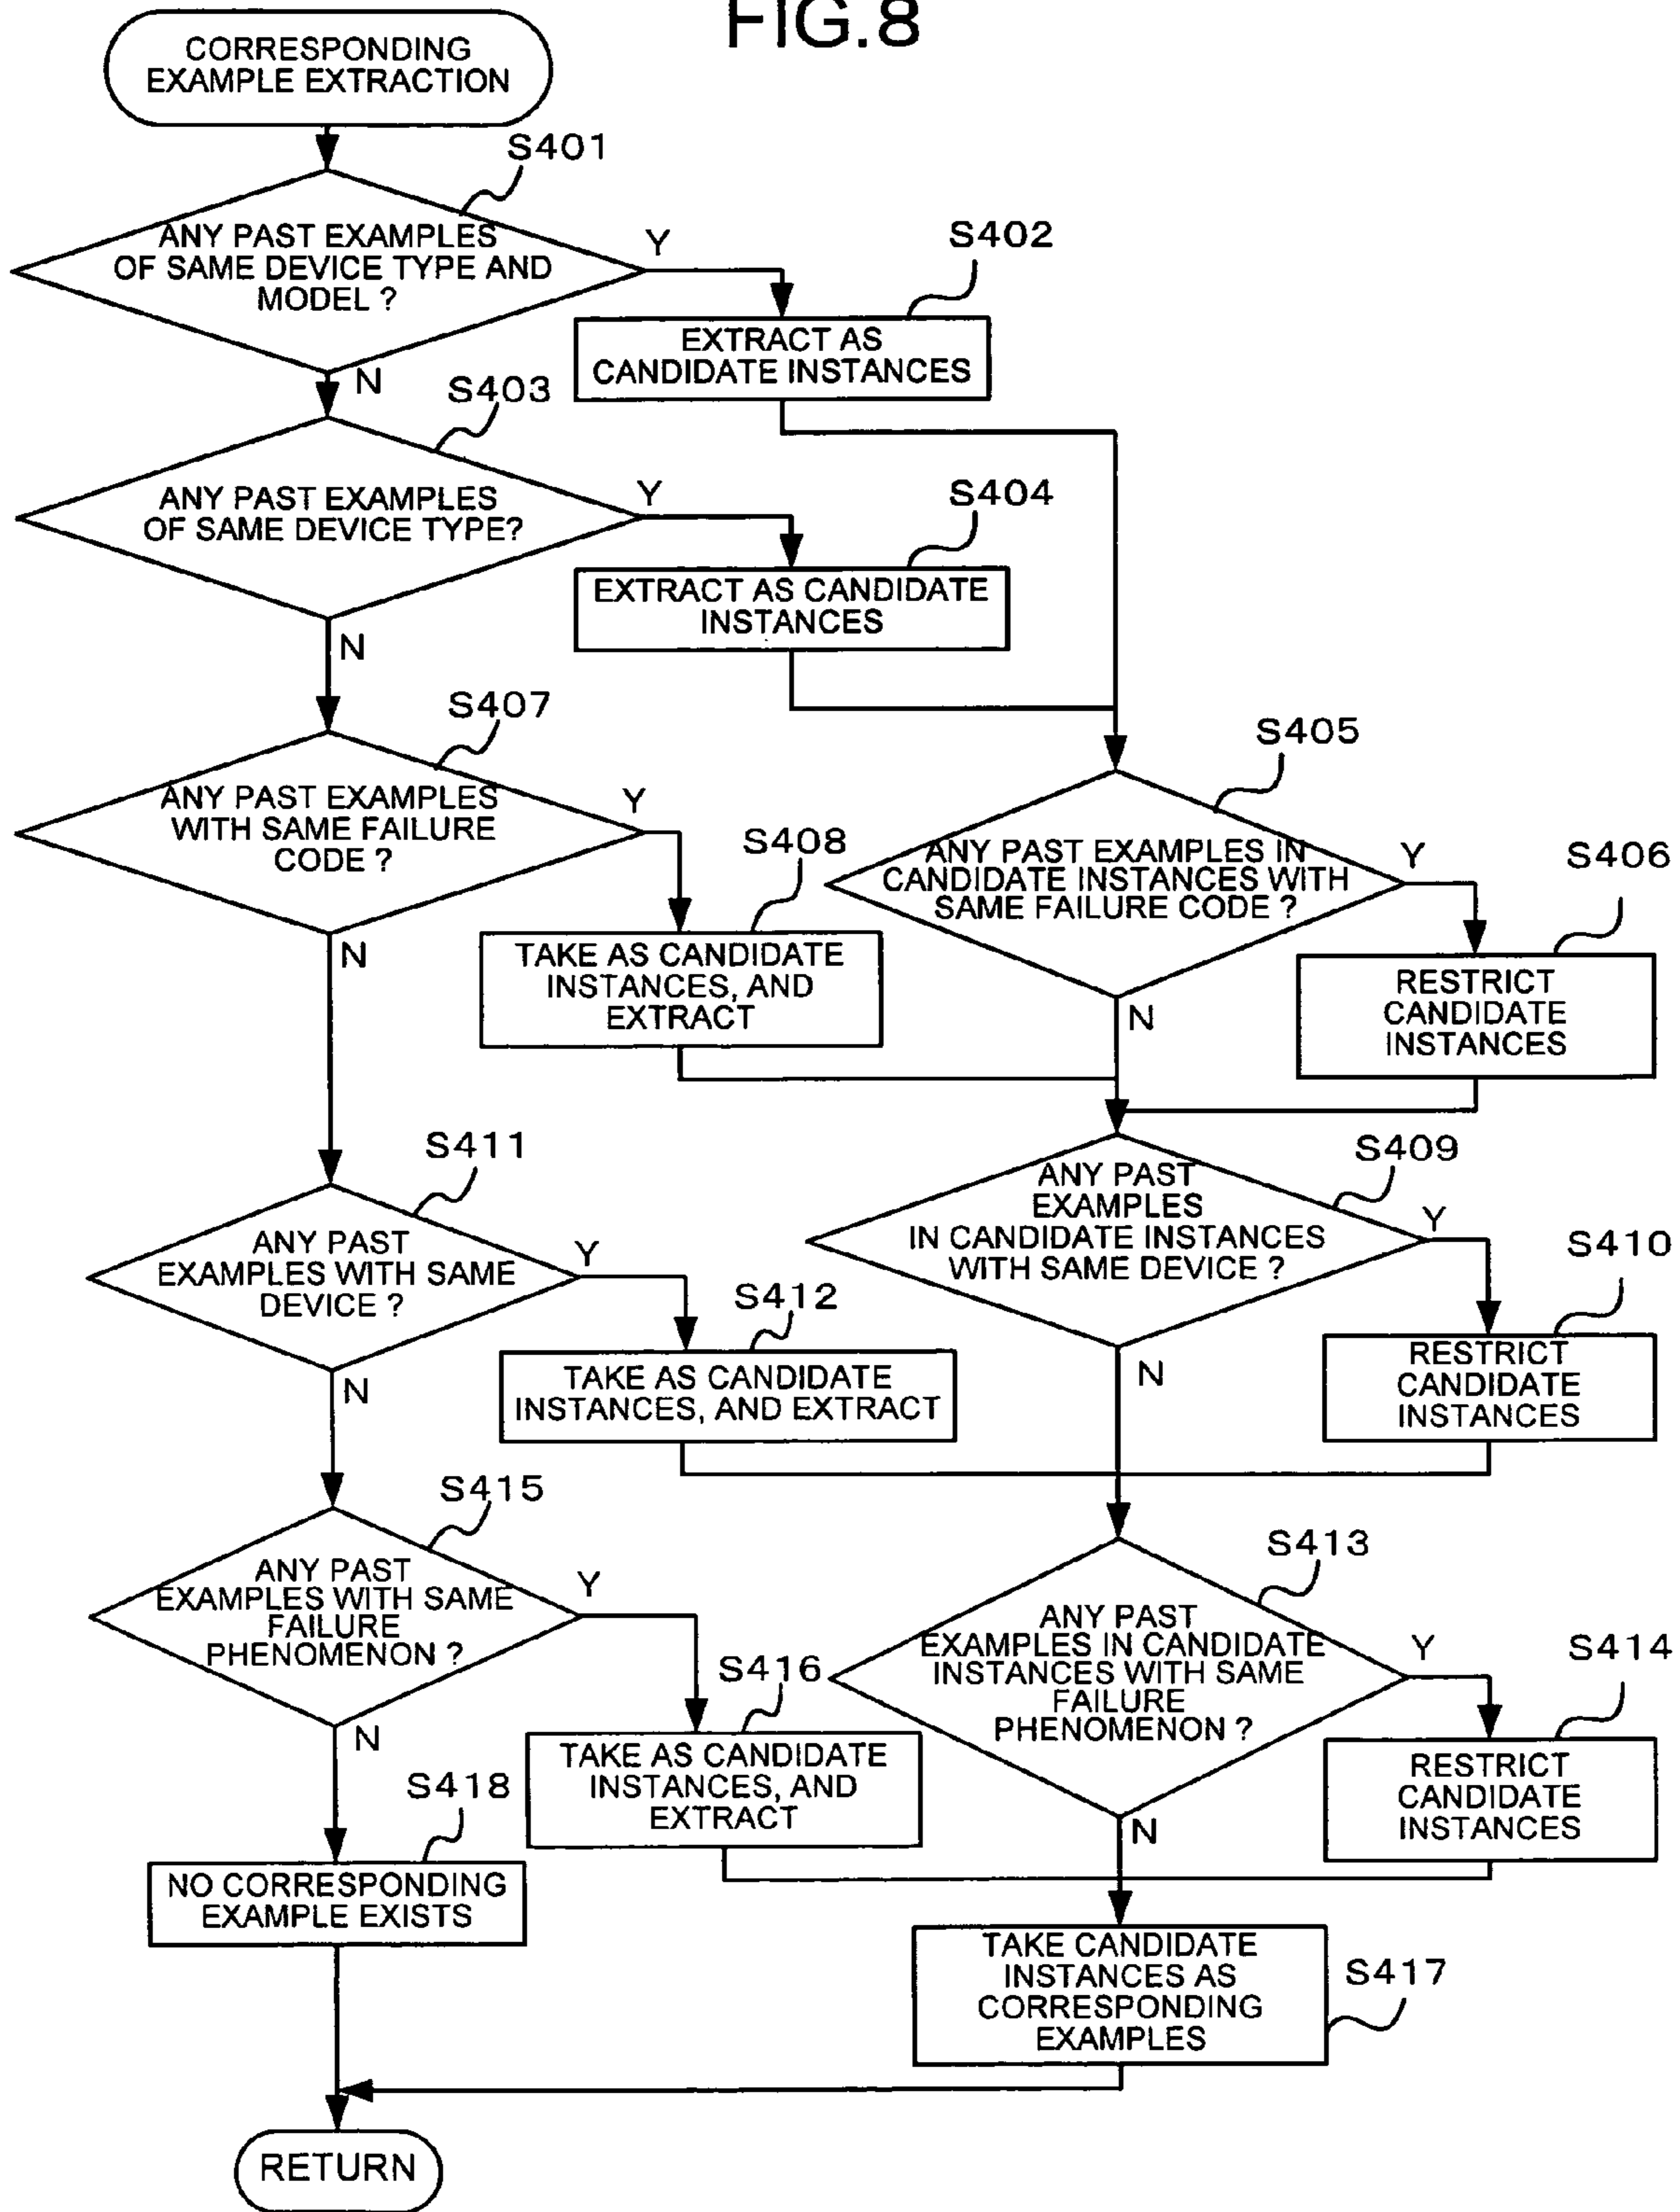 FIG.8
CORRESPONDING
EXAMPLE EXTRACTION
S401
ANY PAST EXAMPLES
OF SAME DEVICE TYPE AND
MODEL ?
Y
N
S402
EXTRACT AS
CANDIDATE INSTANCES
S403
ANY PAST EXAMPLES
OF SAME DEVICE TYPE?
Y
N
S404
EXTRACT AS CANDIDATE
INSTANCES
S407
ANY PAST EXAMPLES
WITH SAME FAILURE
CODE ?
Y
N
S408
TAKE AS CANDIDATE
INSTANCES, AND
EXTRACT
S405
ANY PAST EXAMPLES IN
CANDIDATE INSTANCES WITH
SAME FAILURE CODE ?
Y
N
S406
RESTRICT
CANDIDATE
INSTANCES
S411
ANY PAST
EXAMPLES WITH SAME
DEVICE ?
Y
N
S412
TAKE AS CANDIDATE
INSTANCES, AND EXTRACT
S409
ANY PAST
EXAMPLES
IN CANDIDATE INSTANCES
WITH SAME DEVICE ?
Y
N
S410
RESTRICT
CANDIDATE
INSTANCES
S415
ANY PAST
EXAMPLES WITH SAME
FAILURE
PHENOMENON ?
Y
N
S416
TAKE AS CANDIDATE
INSTANCES, AND
EXTRACT
S413
ANY PAST
EXAMPLES IN CANDIDATE
INSTANCES WITH SAME
FAILURE
PHENOMENON ?
Y
N
S414
RESTRICT
CANDIDATE
INSTANCES
S418
NO CORRESPONDING
EXAMPLE EXISTS
TAKE CANDIDATE
INSTANCES AS
CORRESPONDING
EXAMPLES
S417
RETURN